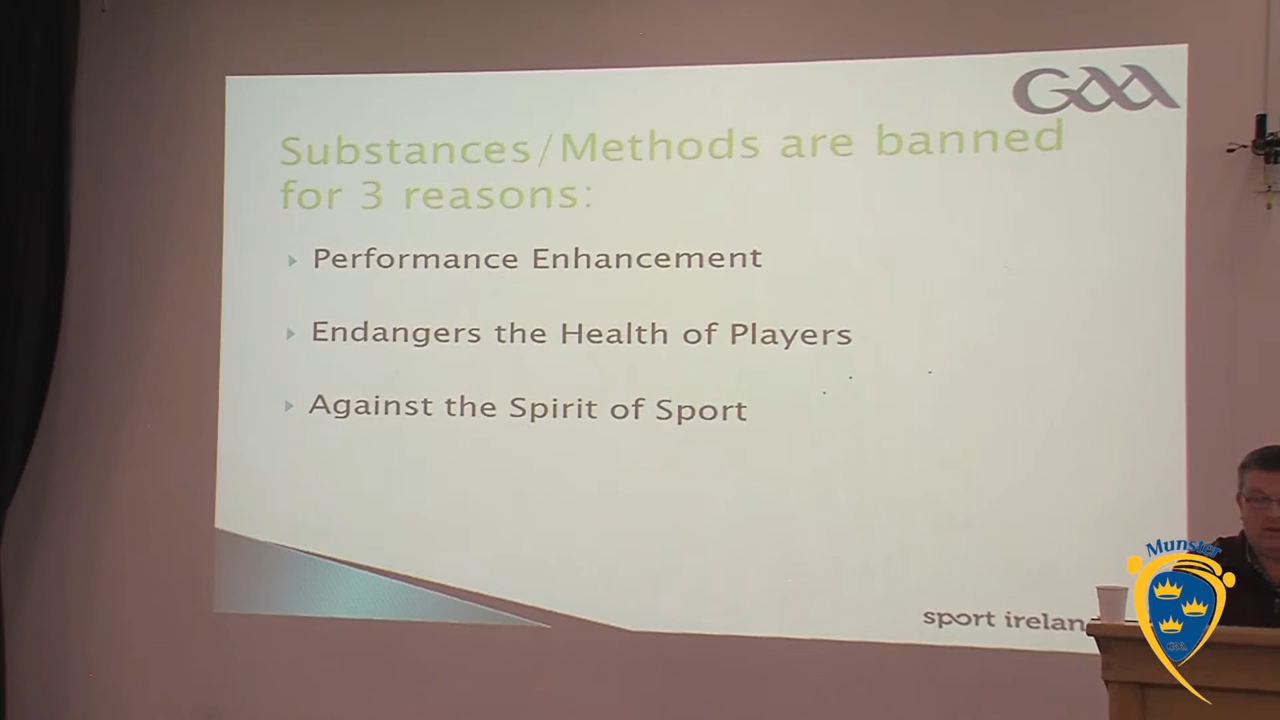 GAA
Substances/Methods are banned
for 3 reasons:
Performance Enhancement
Endangers the Health of Players
Against the Spirit of Sport
sport irelan
Munster
GAA